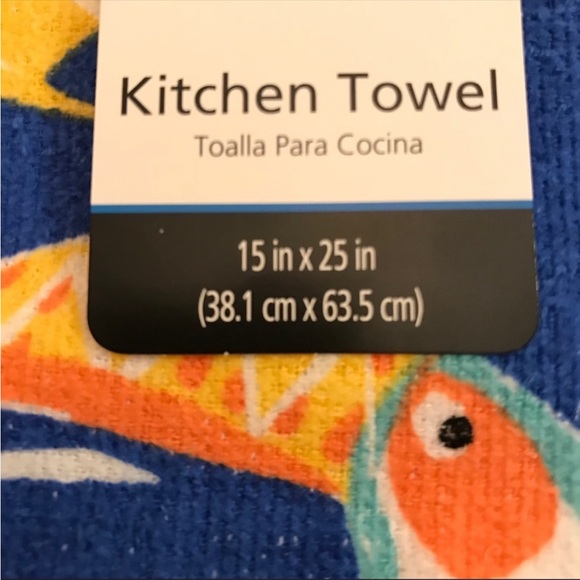 Kitchen Towel
Toalla Para Cocina
15 in x 25 in
(38.1 cm x 63.5 cm)